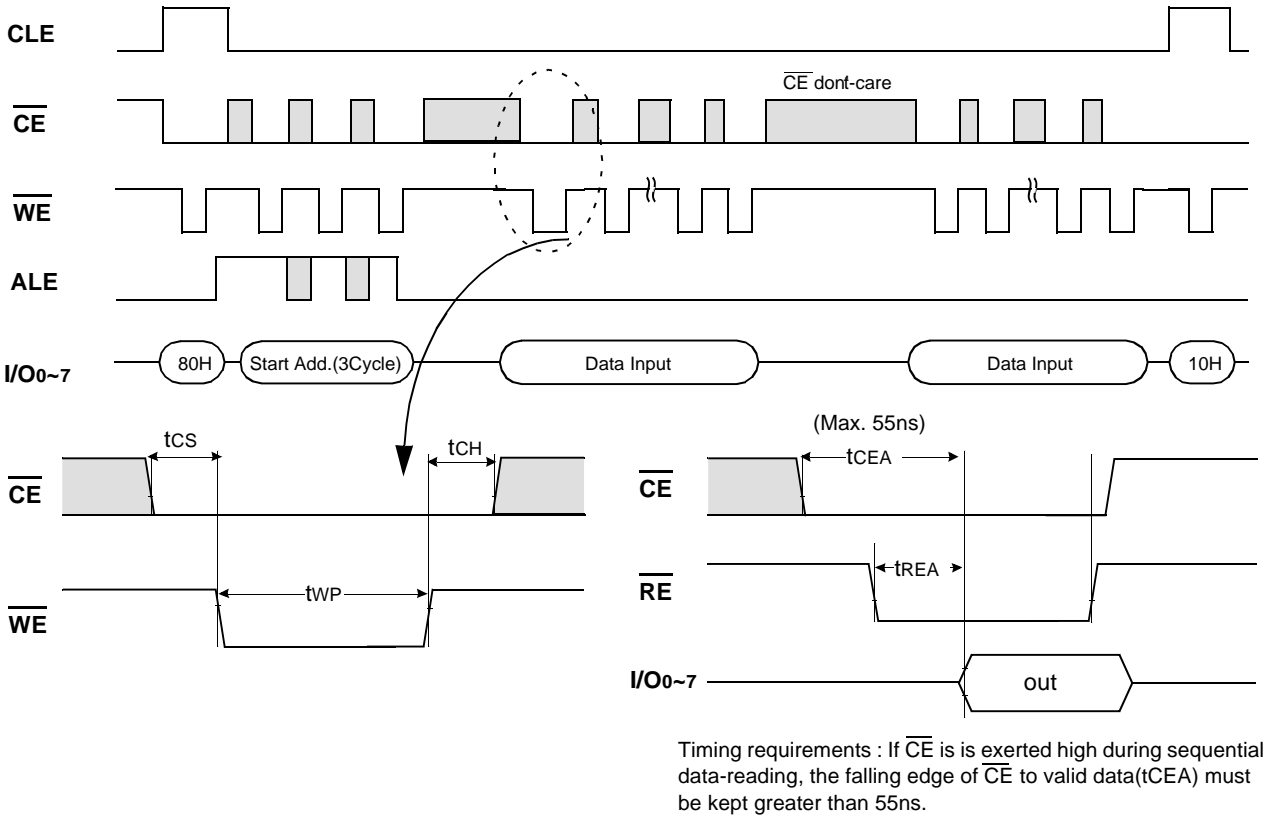 CLE
CE dont-care
CE
WE
ALE
I/O0~7
80H
Start Add.(3Cycle)
Data Input
Data Input
10H
tCS
tCH
CE
tWP
WE
(Max. 55ns)
tCEA
CE
tREA
RE
I/O0~7
out
Timing requirements : If CE is is exerted high during sequential
data-reading, the falling edge of CE to valid data(tCEA) must
be kept greater than 55ns.